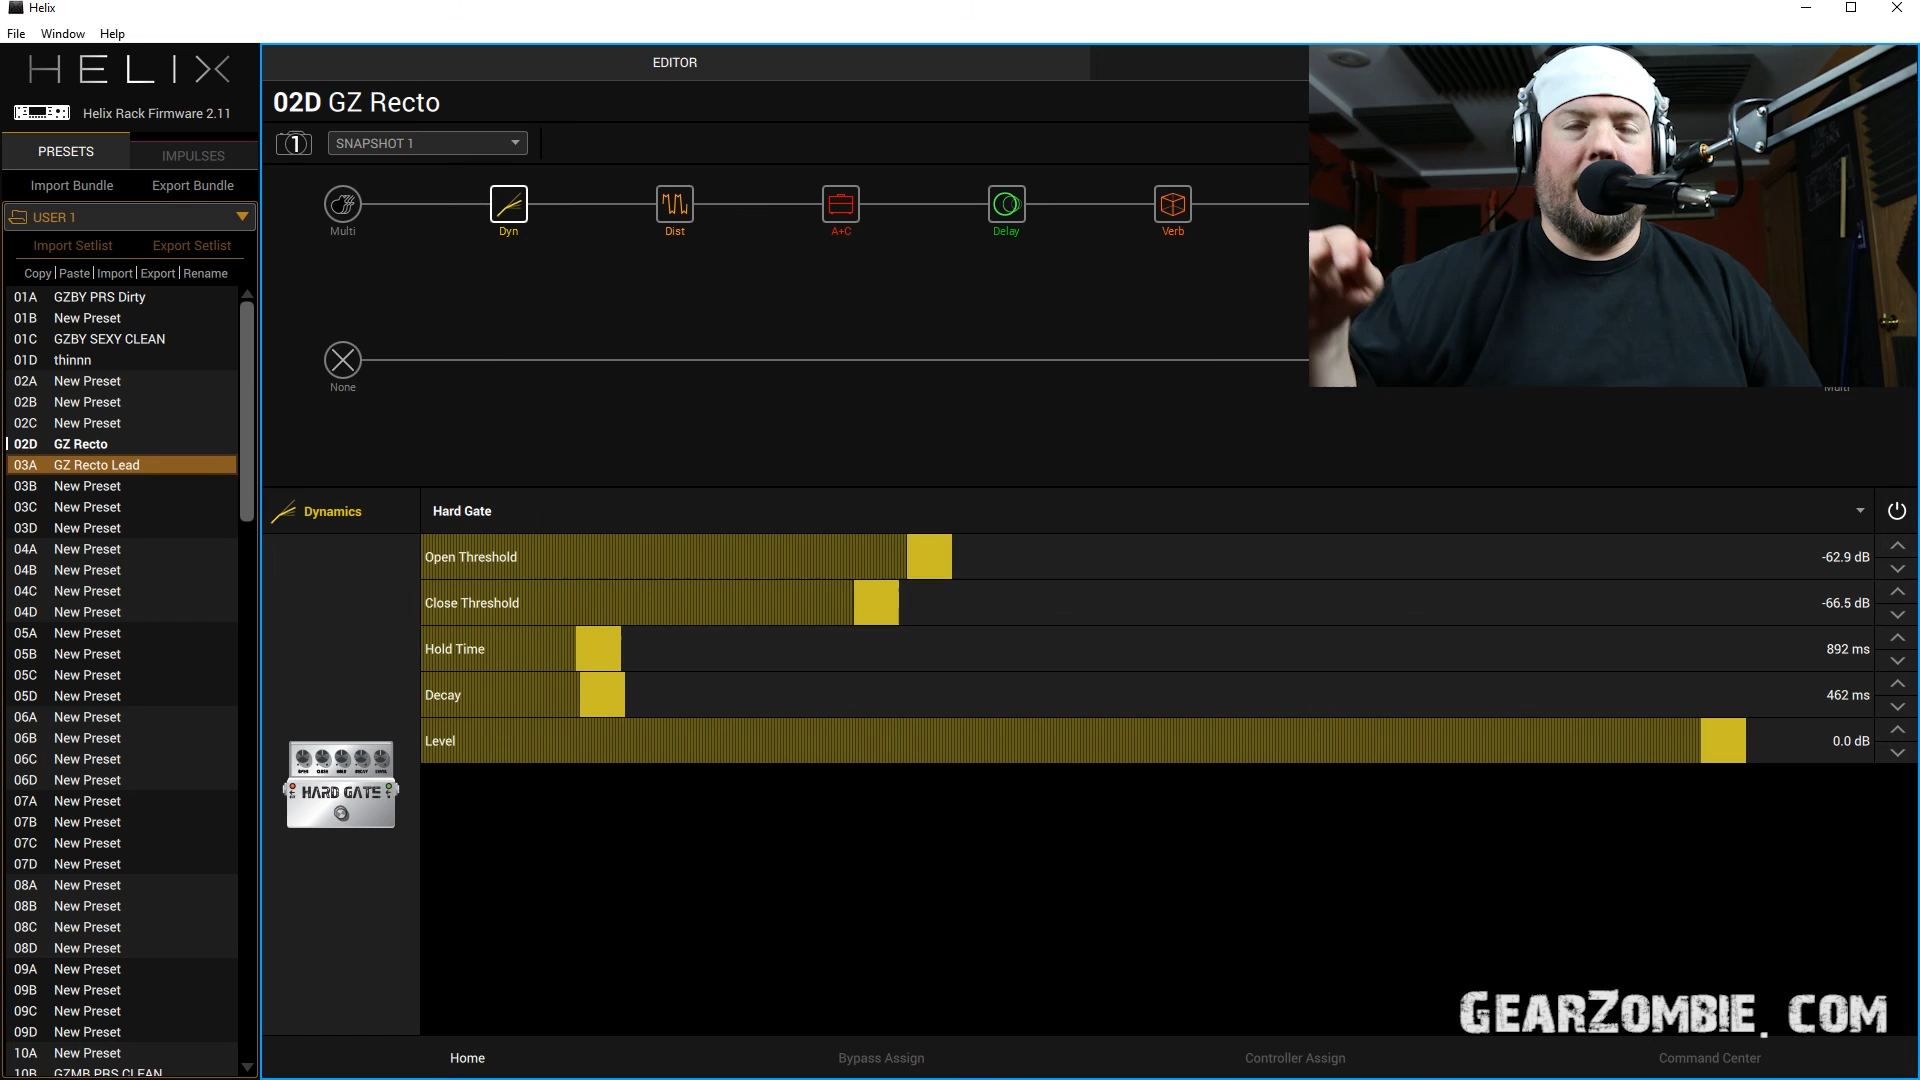 Helix
File Window Help
HELIX
Helix Rack Firmware 2.11
PRESETS
IMPULSES
Import Bundle
Export Bundle
USER 1
Import Setlist
Export Setlist
Copy|Paste|Import|Export|Rename
01A GZBY PRS Dirty
01B New Preset
01C GZBY SEXY CLEAN
01D thinnn
02A New Preset
02B New Preset
02C New Preset
02D GZ Recto
03A GZ Recto Lead
03B New Preset
03C New Preset
03D New Preset
04A New Preset
04B New Preset
04C New Preset
04D New Preset
05A New Preset
05B New Preset
05C New Preset
05D New Preset
06A New Preset
06B New Preset
06C New Preset
06D New Preset
07A New Preset
07B New Preset
07C New Preset
07D New Preset
08A New Preset
08B New Preset
08C New Preset
08D New Preset
09A New Preset
09B New Preset
09C New Preset
09D New Preset
10A New Preset
10B GZMB PRS CLEAN
EDITOR
02D GZ Recto
1 SNAPSHOT 1
Multi
Dyn
Dist
A+C
Delay
Verb
None
Multi
Dynamics
Hard Gate
Open Threshold -62.9 dB
Close Threshold -66.5 dB
Hold Time 892 ms
Decay 462 ms
Level 0.0 dB
HARD GATE
GEARZOMBIE.COM
Home
Bypass Assign
Controller Assign
Command Center